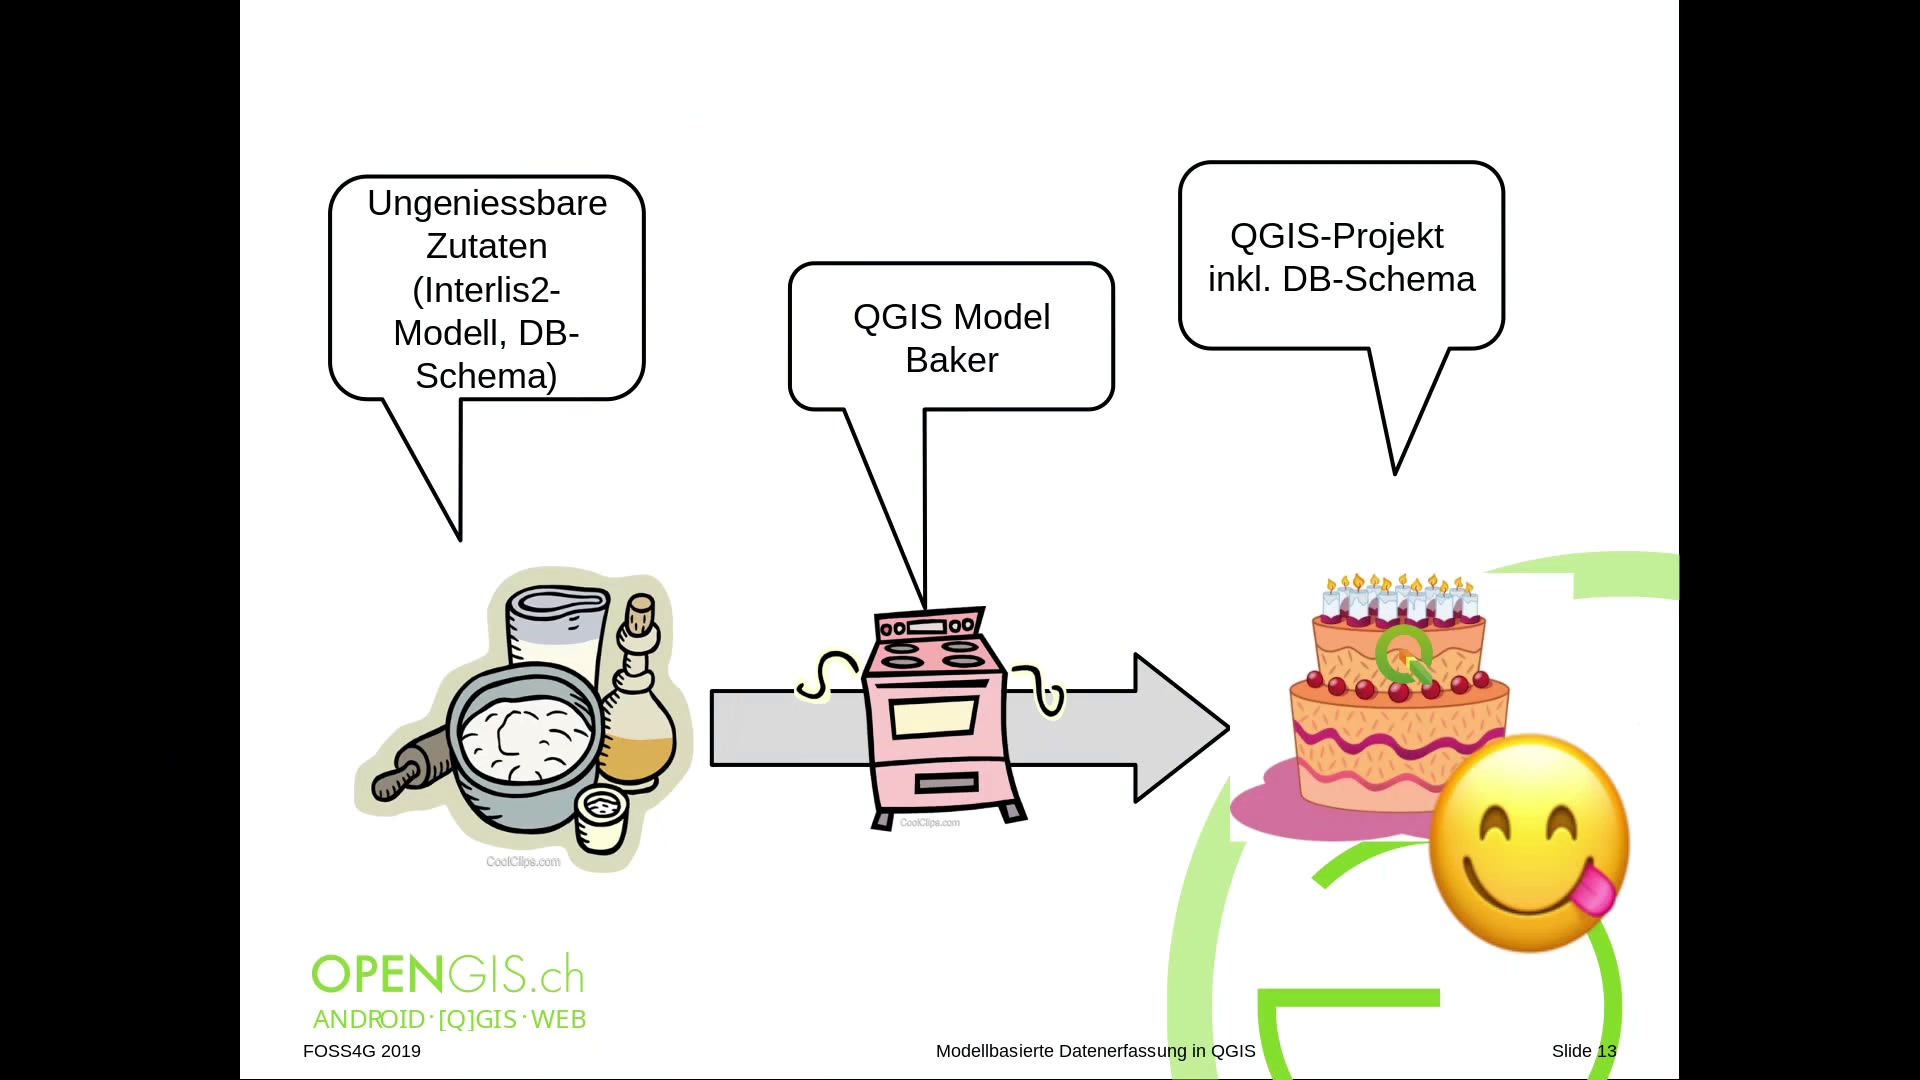 Ungeniessbare
Zutaten
(Interlis2-
Modell, DB-
Schema)
QGIS Model
Baker
QGIS-Projekt
inkl. DB-Schema
CoolClips.com
CoolClips.com
OPENGIS.ch
ANDROID·[Q]GIS·WEB
FOSS4G 2019
Modellbasierte Datenerfassung in QGIS
Slide 13